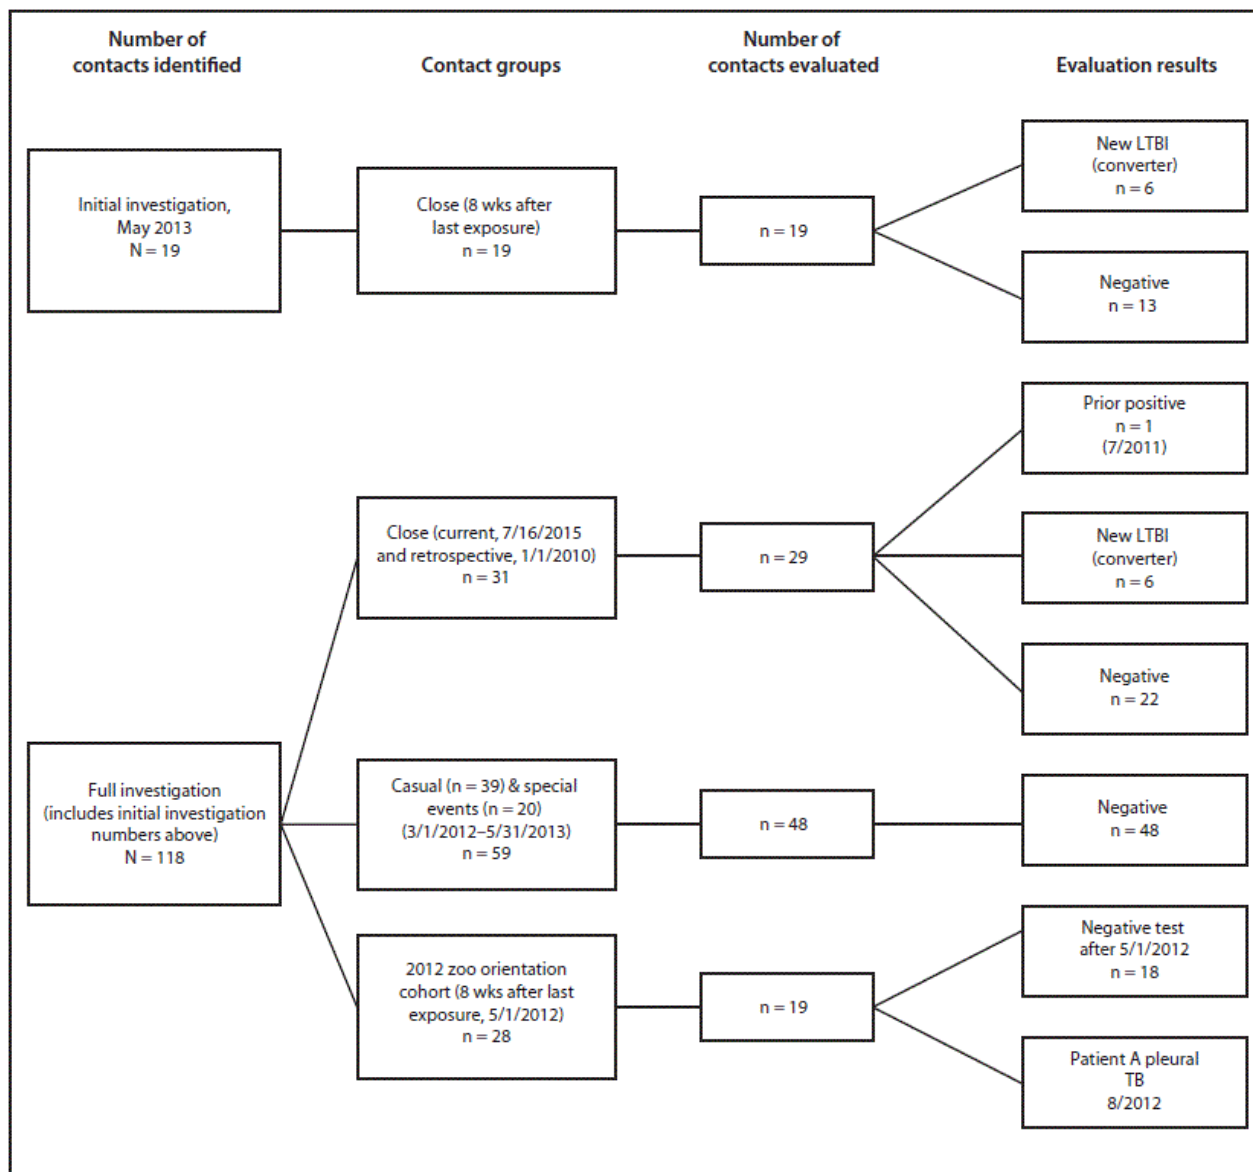 Number of
contacts identified
Contact groups
Number of
contacts evaluated
Evaluation results
Initial investigation,
May 2013
N = 19
Close (8 wks after
last exposure)
n = 19
n = 19
New LTBI
(converter)
n = 6
Negative
n = 13
Full investigation
(includes initial investigation
numbers above)
N = 118
Close (current, 7/16/2015
and retrospective, 1/1/2010)
n = 31
n = 29
Prior positive
n = 1
(7/2011)
New LTBI
(converter)
n = 6
Negative
n = 22
Casual (n = 39) & special
events (n = 20)
(3/1/2012–5/31/2013)
n = 59
n = 48
Negative
n = 48
2012 zoo orientation
cohort (8 wks after last
exposure, 5/1/2012)
n = 28
n = 19
Negative test
after 5/1/2012
n = 18
Patient A pleural
TB
8/2012